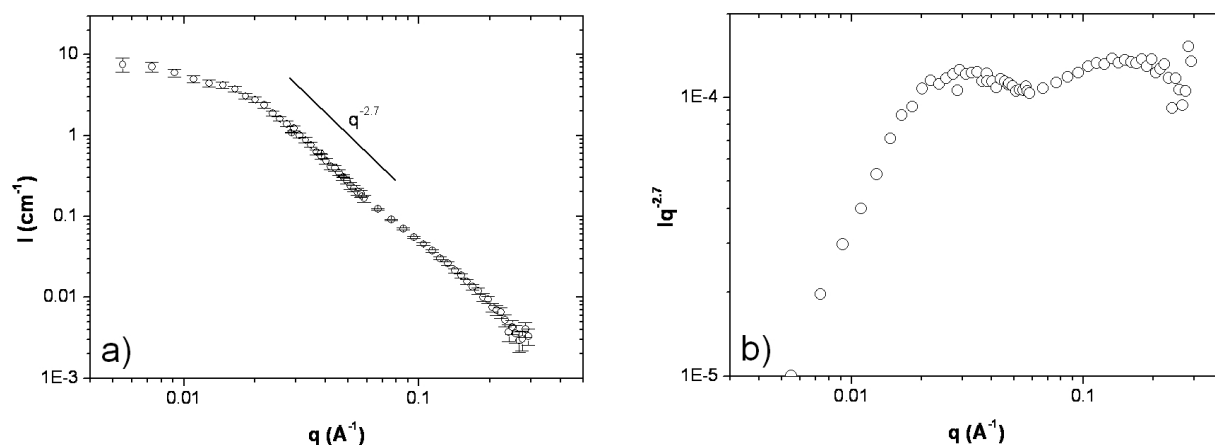 10
1
0.1
0.01
1E-3
I (cm⁻¹)
q⁻²·⁷
a)
0.01
0.1
q (A⁻¹)
1E-4
1E-5
Iq⁻²·⁷
b)
0.01
0.1
q (A⁻¹)